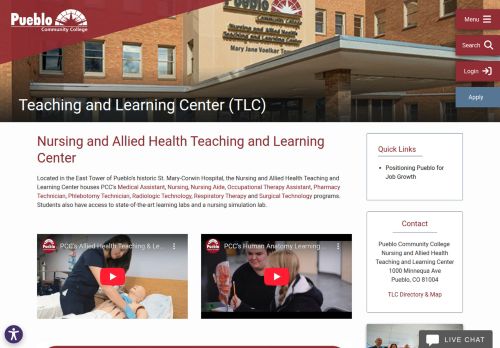 Pueblo
Community College
Menu
Search
Login
Apply
Pueblo
Community College
Nursing and Allied Health
Teaching and Learning Center
Mary Jane Voelker Tower
Teaching and Learning Center (TLC)
Nursing and Allied Health Teaching and Learning
Center
Located in the East Tower of Pueblo's historic St. Mary-Corwin Hospital, the Nursing and Allied Health Teaching and
Learning Center houses PCC's Medical Assistant, Nursing, Nursing Aide, Occupational Therapy Assistant, Pharmacy
Technician, Phlebotomy Technician, Radiologic Technology, Respiratory Therapy and Surgical Technology programs.
Students also have access to state-of-the-art learning labs and a nursing simulation lab.
PCC's Allied Health Teaching & Le...
PCC's Human Anatomy Learning...
Quick Links
Positioning Pueblo for
Job Growth
Contact
Pueblo Community College
Nursing and Allied Health
Teaching and Learning Center
1000 Minnequa Ave
Pueblo, CO 81004
TLC Directory & Map
LIVE CHAT